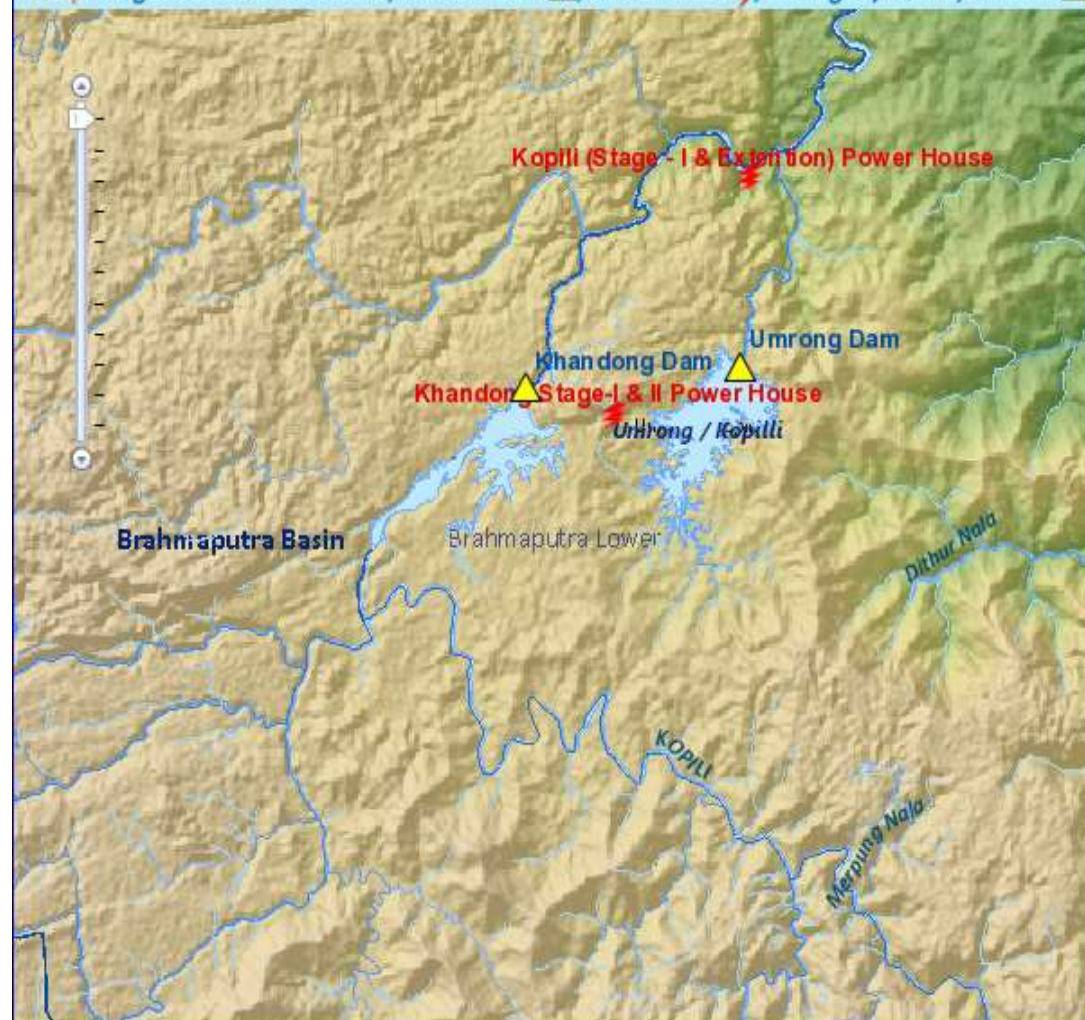 Kopili (Stage - I & Extention) Power House
Umrong Dam
Khandong Dam
Khandong Stage-I & II Power House
Umrong / Kopilli
Brahmaputra Basin
Brahmaputra Lower
Dithur Nala
KOPILI
Merpung Nala